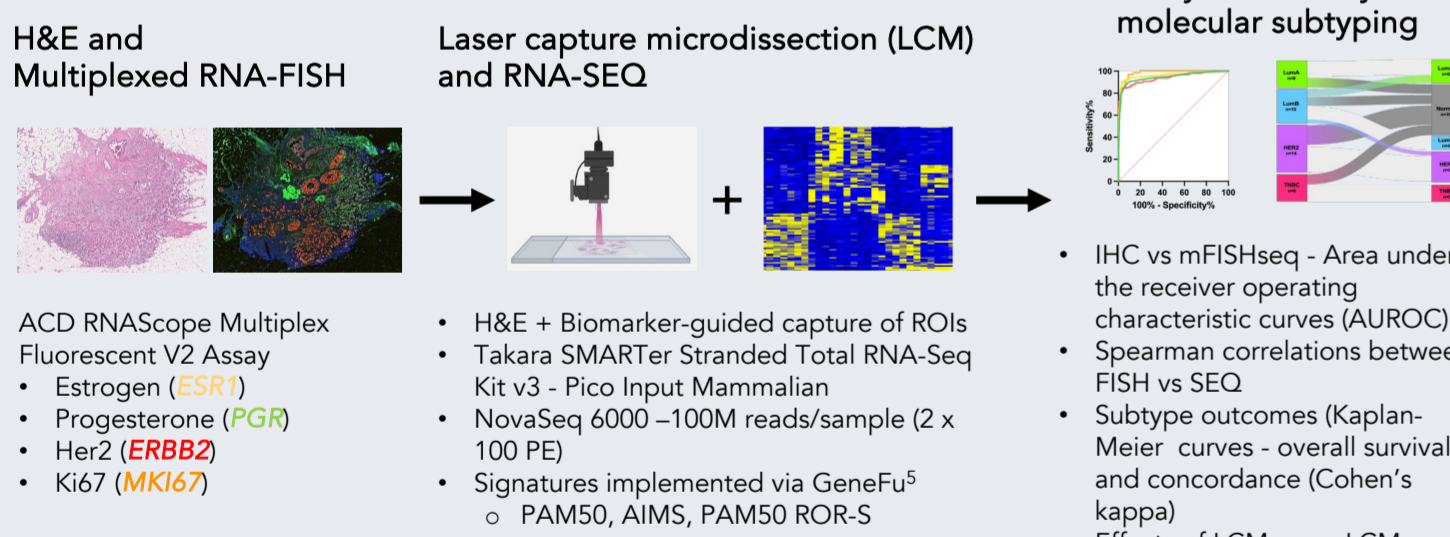 H&E and
Multiplexed RNA-FISH
ACD RNAScope Multiplex
Fluorescent V2 Assay
• Estrogen (ESR1)
• Progesterone (PGR)
• Her2 (ERBB2)
• Ki67 (MKI67)
Laser capture microdissection (LCM)
and RNA-SEQ
+
• H&E + Biomarker-guided capture of ROIs
• Takara SMARTer Stranded Total RNA-Seq
Kit v3 - Pico Input Mammalian
• NovaSeq 6000 –100M reads/sample (2 x
100 PE)
• Signatures implemented via GeneFu⁵
o PAM50, AIMS, PAM50 ROR-S
molecular subtyping
Sensitivity%
100
80
60
40
20
0
0 20 40 60 80 100
100% - Specificity%
LumA
LumB
HER2
TNBC
• IHC vs mFISHseq - Area under
the receiver operating
characteristic curves (AUROC)
• Spearman correlations between
FISH vs SEQ
• Subtype outcomes (Kaplan-
Meier curves - overall survival
and concordance (Cohen's
kappa)